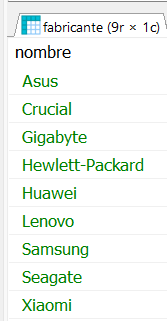 fabricante (9r × 1c)
nombre
Asus
Crucial
Gigabyte
Hewlett-Packard
Huawei
Lenovo
Samsung
Seagate
Xiaomi